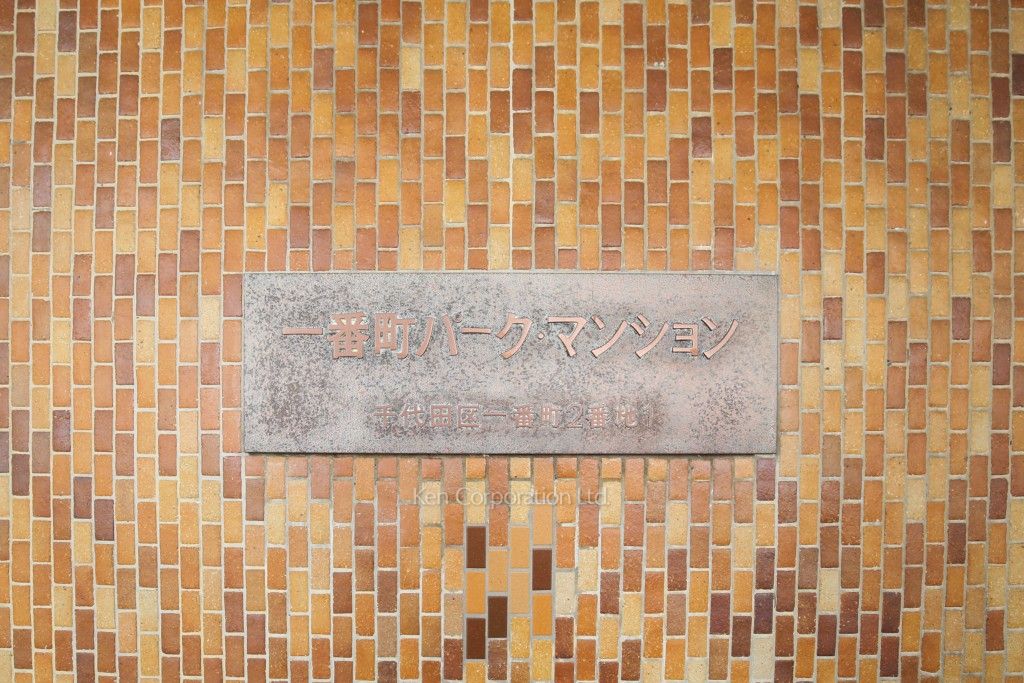 一番町パーク・マンション
千代田区一番町2番地1
Ken Corporation Ltd.